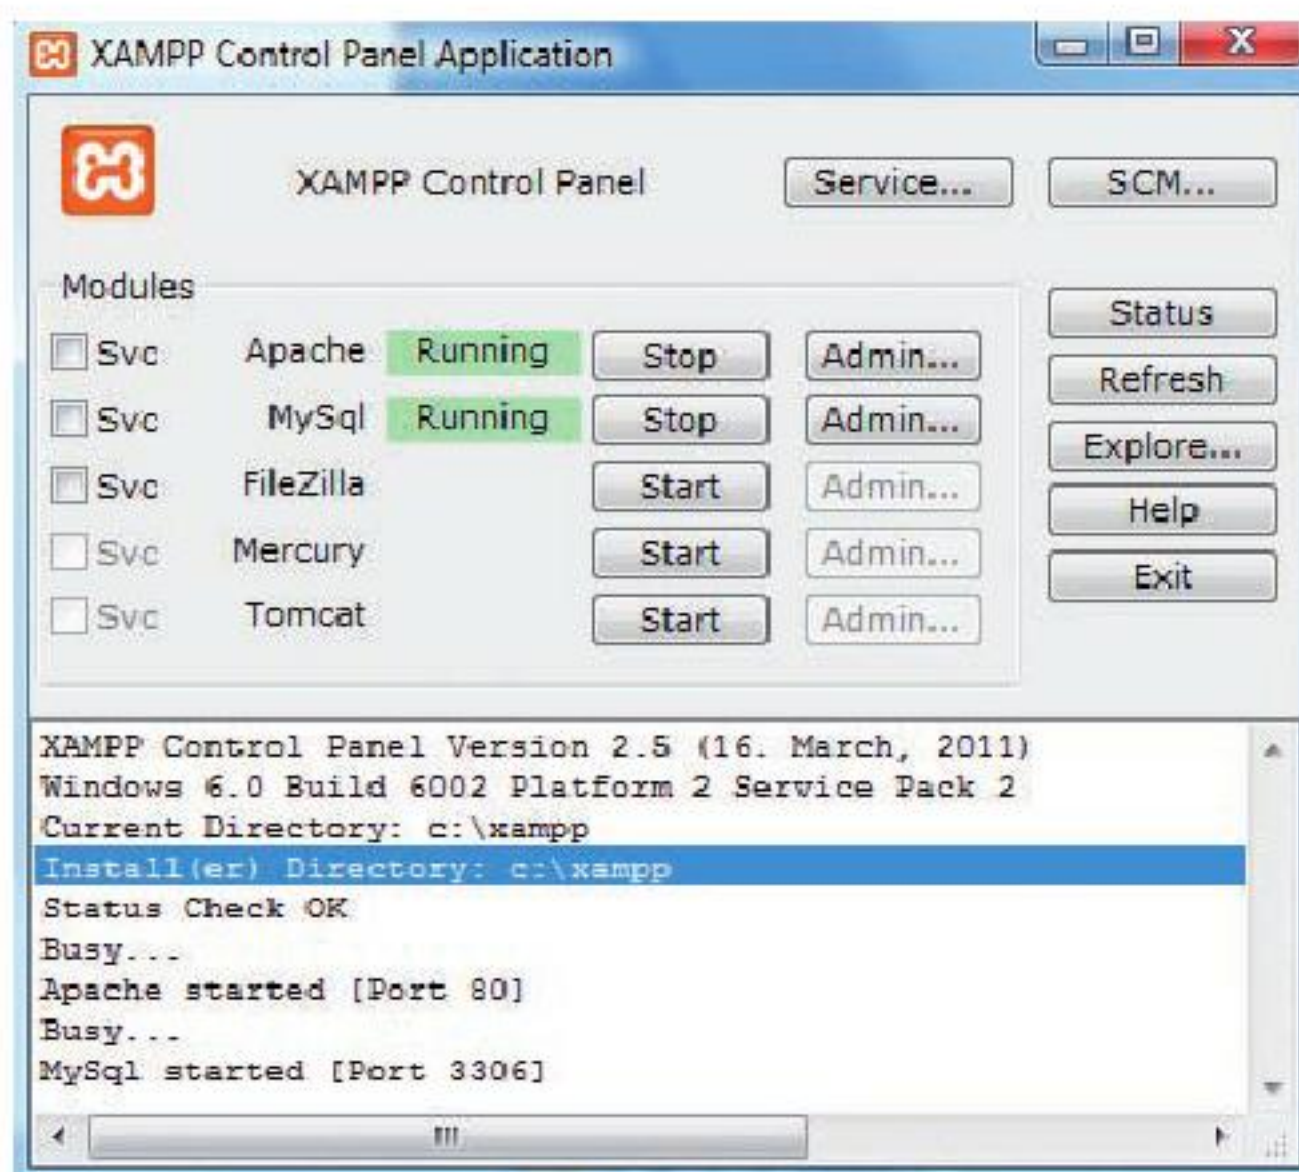 XAMPP Control Panel Application
XAMPP Control Panel Service... SCM...
Modules
Status
Svc Apache Running Stop Admin...
Refresh
Svc MySql Running Stop Admin...
Explore...
Svc FileZilla Start Admin...
Help
Svc Mercury Start Admin...
Exit
Svc Tomcat Start Admin...
XAMPP Control Panel Version 2.5 (16. March, 2011)
Windows 6.0 Build 6002 Platform 2 Service Pack 2
Current Directory: c:\xampp
Install(er) Directory: c:\xampp
Status Check OK
Busy...
Apache started [Port 80]
Busy...
MySql started [Port 3306]